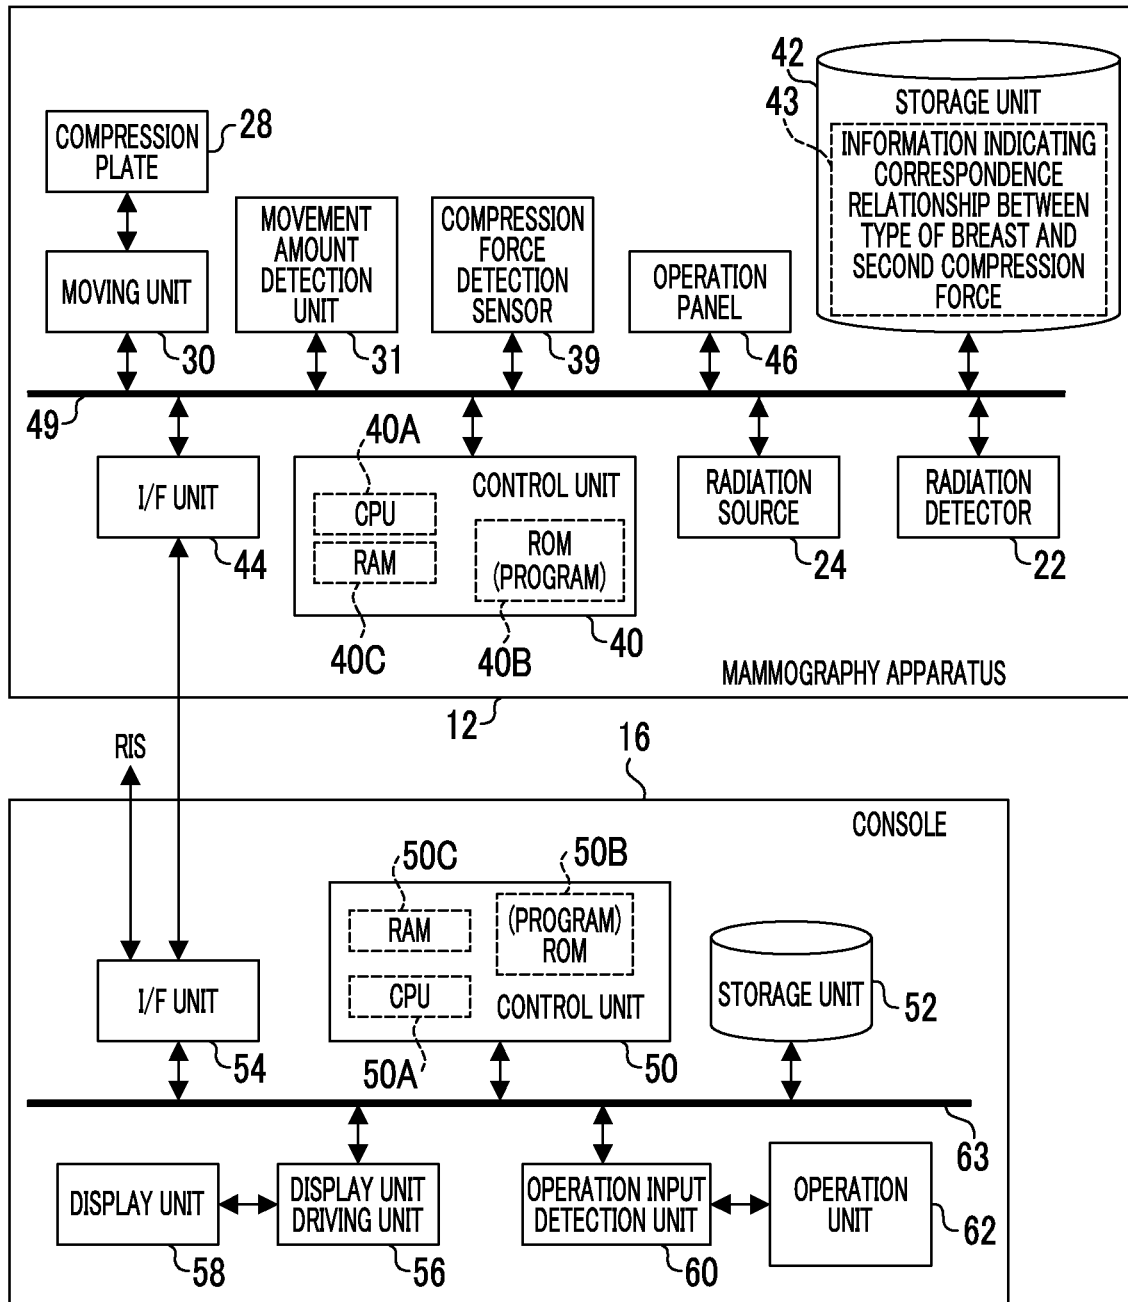 42
43
STORAGE UNIT
INFORMATION INDICATING
CORRESPONDENCE
RELATIONSHIP BETWEEN
TYPE OF BREAST AND
SECOND COMPRESSION
FORCE
COMPRESSION
PLATE
28
MOVING UNIT
30
MOVEMENT
AMOUNT
DETECTION
UNIT
31
COMPRESSION
FORCE
DETECTION
SENSOR
39
OPERATION
PANEL
46
49
I/F UNIT
44
40A
CONTROL UNIT
CPU
RAM
ROM
(PROGRAM)
40C
40B
40
RADIATION
SOURCE
24
RADIATION
DETECTOR
22
MAMMOGRAPHY APPARATUS
12
RIS
16
CONSOLE
I/F UNIT
54
50C
50B
RAM
(PROGRAM)
ROM
CPU
CONTROL UNIT
50A
50
STORAGE UNIT
52
63
DISPLAY UNIT
58
DISPLAY UNIT
DRIVING UNIT
56
OPERATION INPUT
DETECTION UNIT
60
OPERATION
UNIT
62